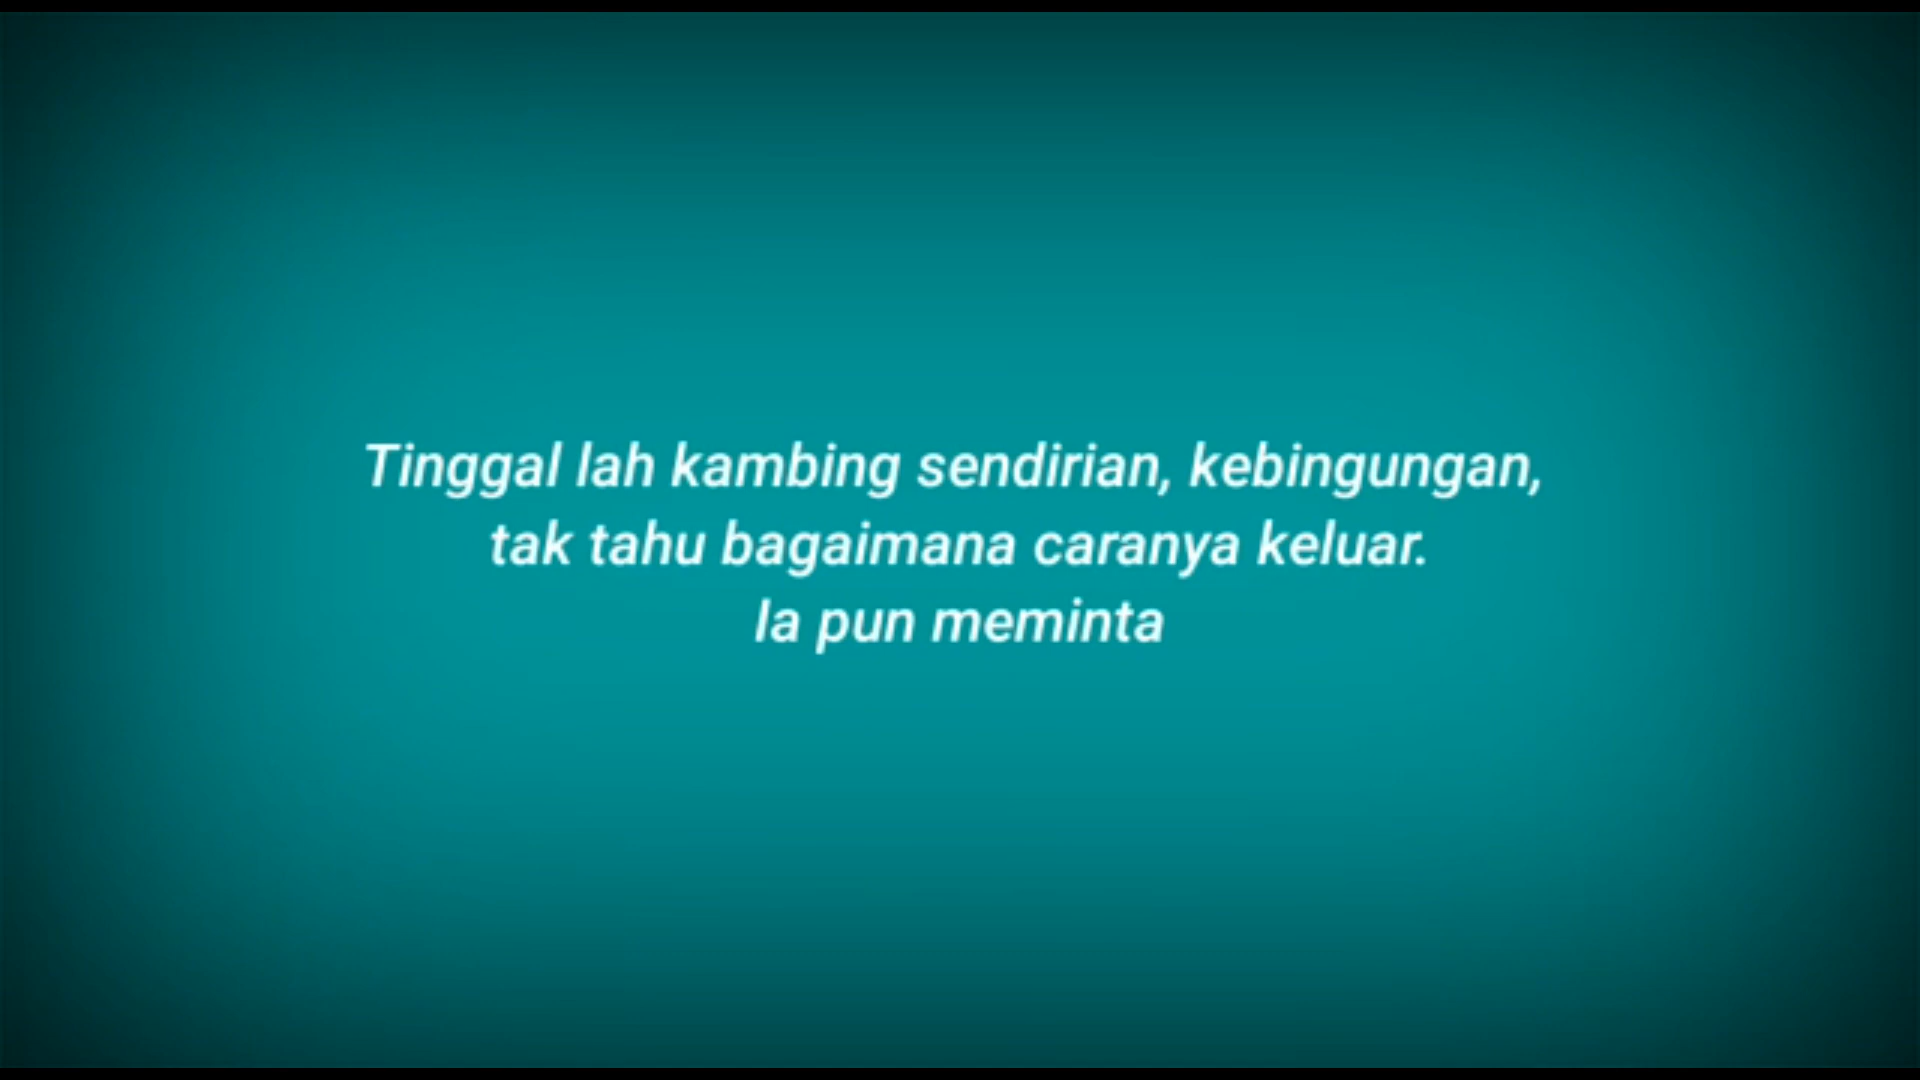 Tinggal lah kambing sendirian, kebingungan,
tak tahu bagaimana caranya keluar.
Ia pun meminta